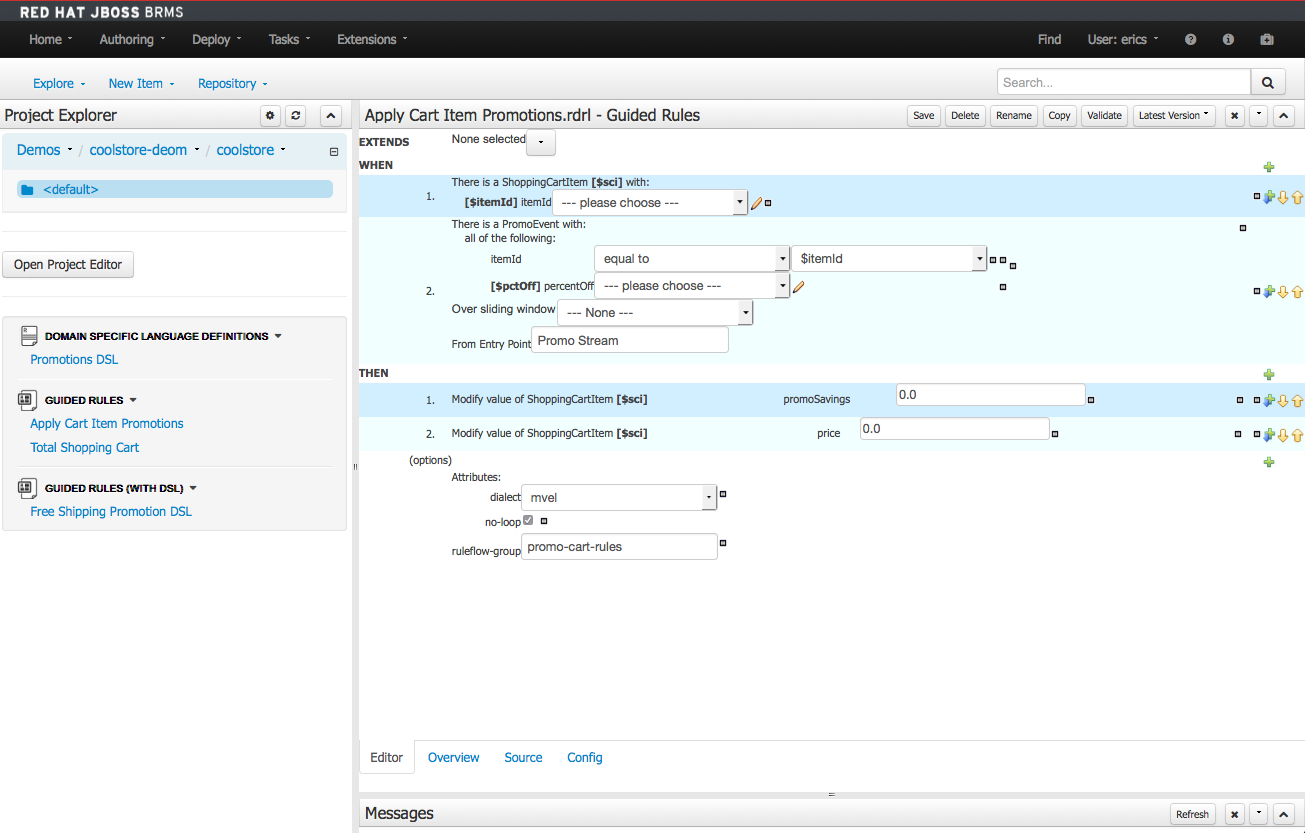 RED HAT JBOSS BRMS
Home Authoring Deploy Tasks Extensions Find User: erics
Explore New Item Repository Search...
Project Explorer
Demos / coolstore-deom / coolstore
<default>
Open Project Editor
DOMAIN SPECIFIC LANGUAGE DEFINITIONS
Promotions DSL
GUIDED RULES
Apply Cart Item Promotions
Total Shopping Cart
GUIDED RULES (WITH DSL)
Free Shipping Promotion DSL
Apply Cart Item Promotions.rdrl - Guided Rules Save Delete Rename Copy Validate Latest Version
EXTENDS None selected
WHEN
There is a ShoppingCartItem [$sci] with:
1. [$itemId] itemId --- please choose ---
There is a PromoEvent with:
all of the following:
itemId equal to $itemId
2. [$pctOff] percentOff --- please choose ---
Over sliding window --- None ---
From Entry Point Promo Stream
THEN
1. Modify value of ShoppingCartItem [$sci] promoSavings 0.0
2. Modify value of ShoppingCartItem [$sci] price 0.0
(options)
Attributes:
dialect mvel
no-loop
ruleflow-group promo-cart-rules
Editor Overview Source Config
Messages Refresh